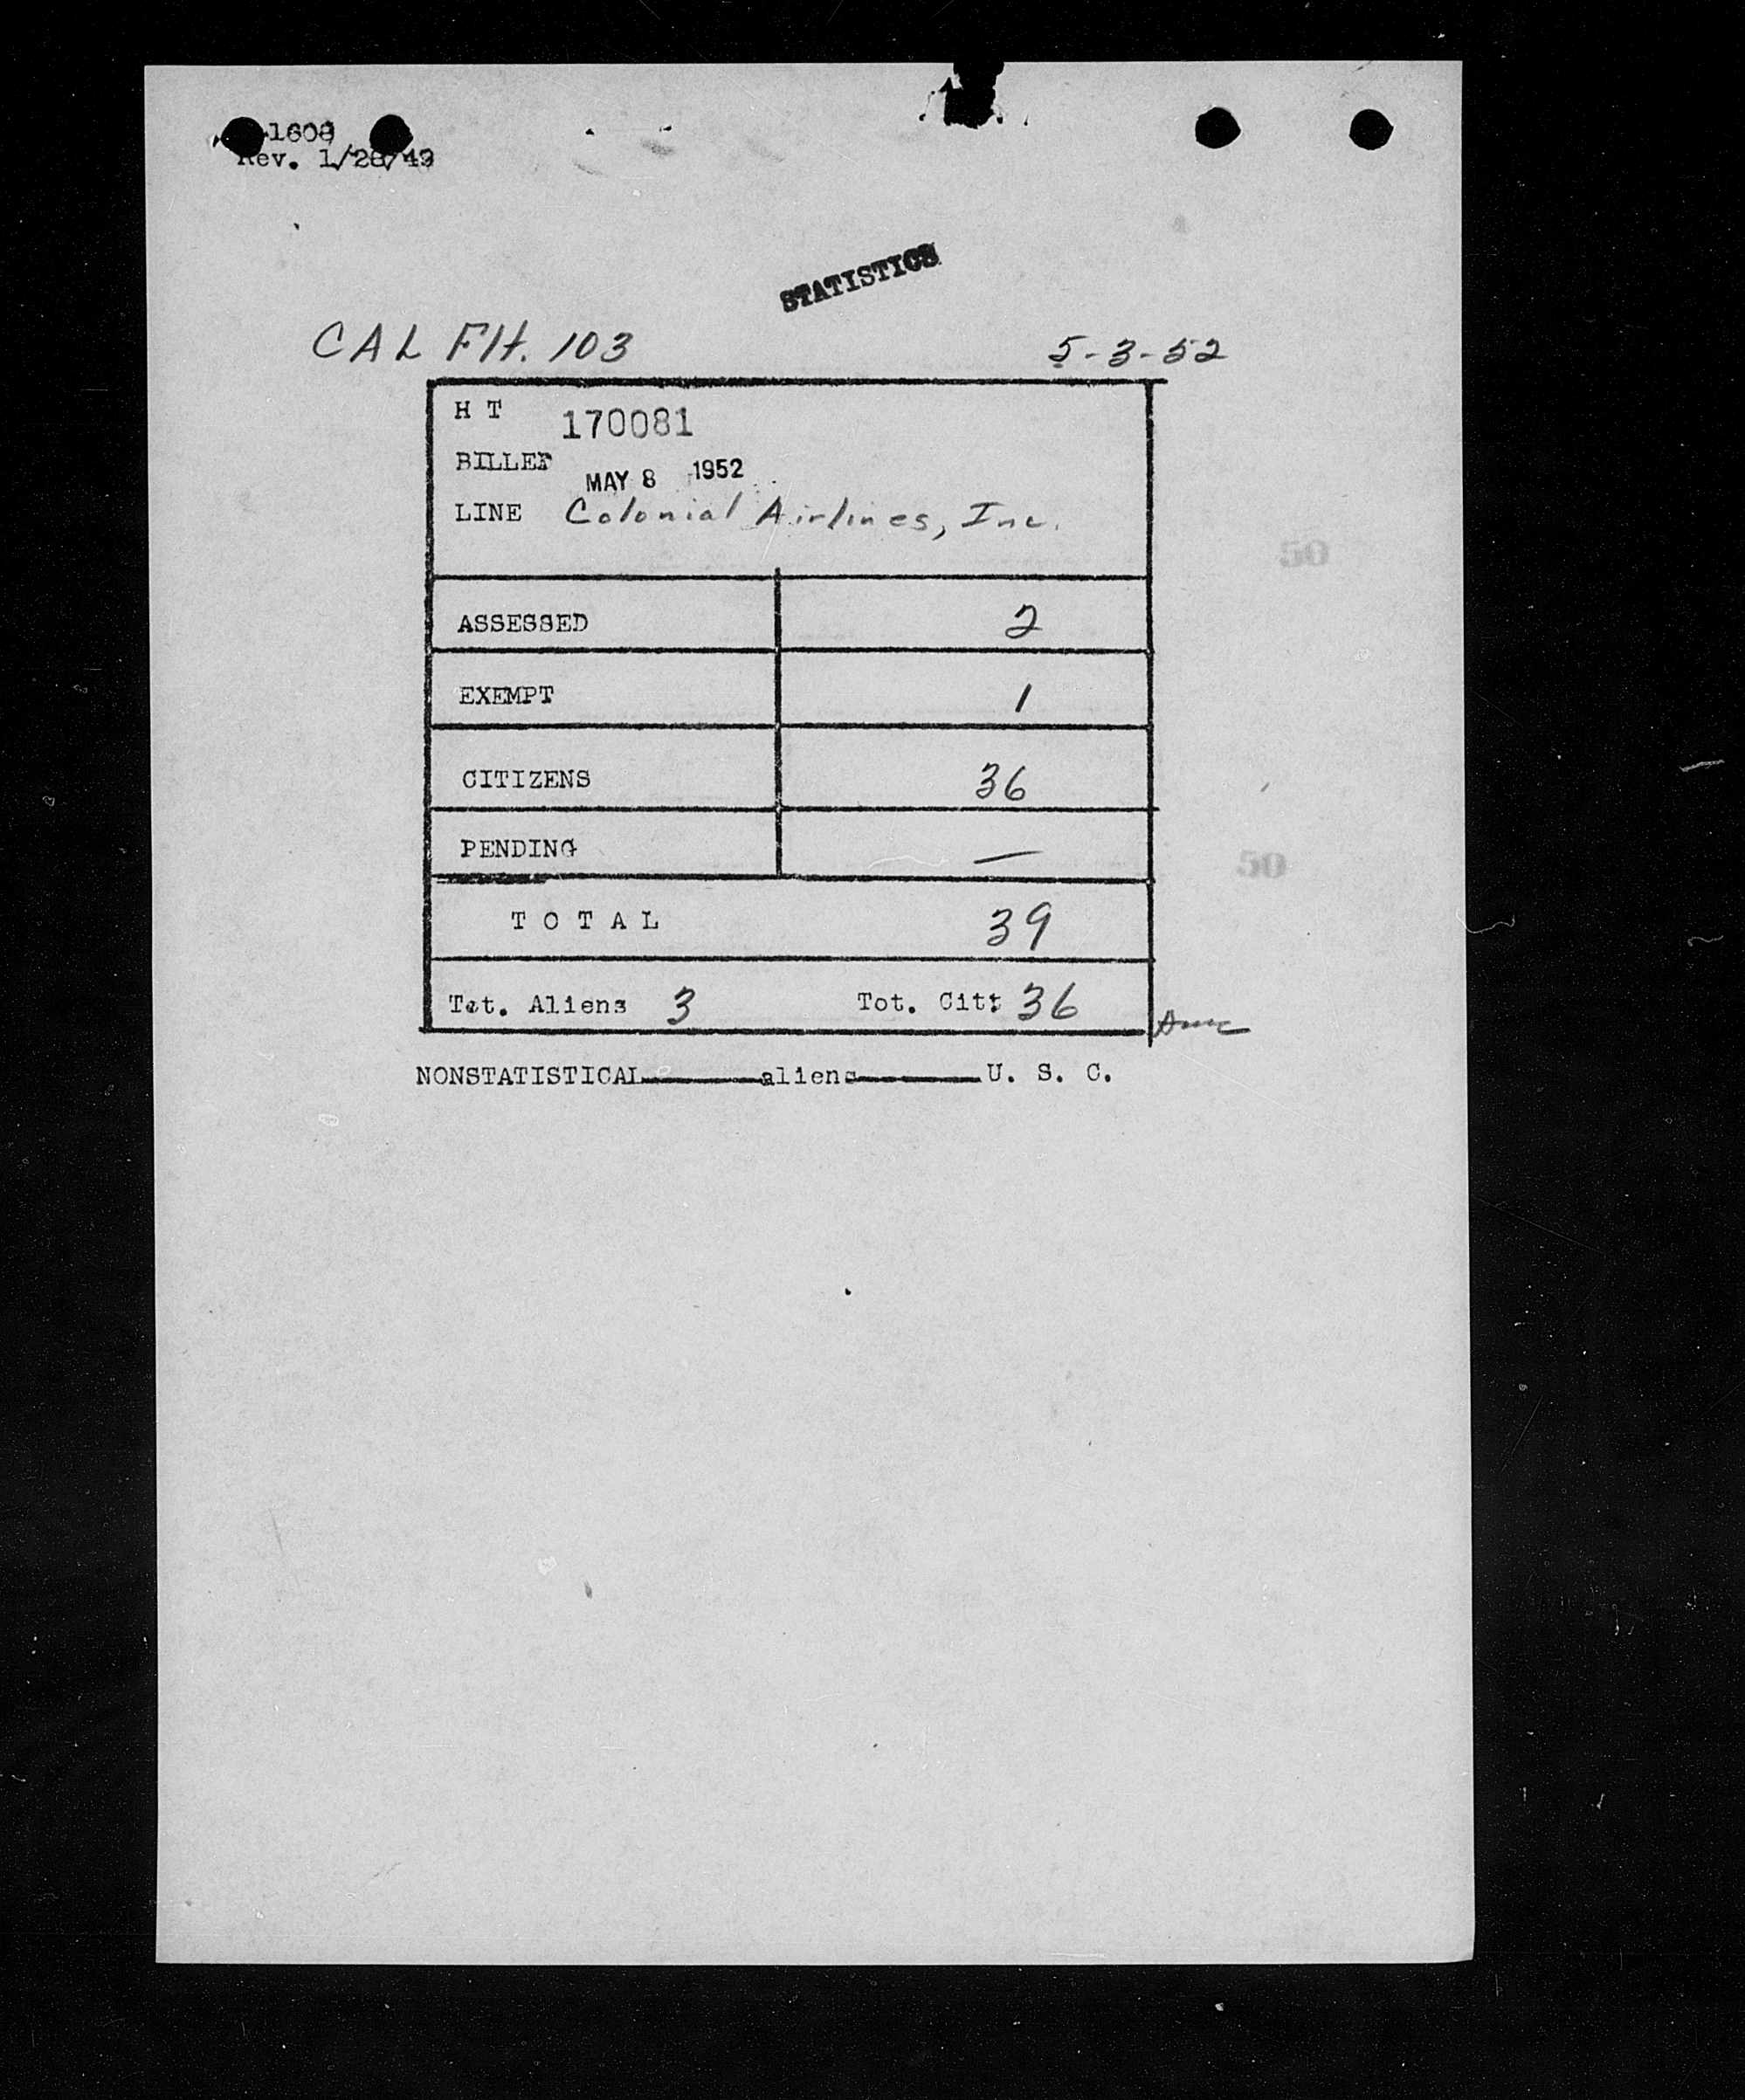 1608
Rev. 1/28/49
STATISTICS
CAL Flt. 103 5-3-52
H T 170081
BILLED MAY 8 1952
LINE Colonial Airlines, Inc.
50
ASSESSED 2
EXEMPT 1
CITIZENS 36
PENDING —
50
T O T A L 39
Tot. Aliens 3 Tot. Cit: 36
NONSTATISTICAL aliens U. S. C.